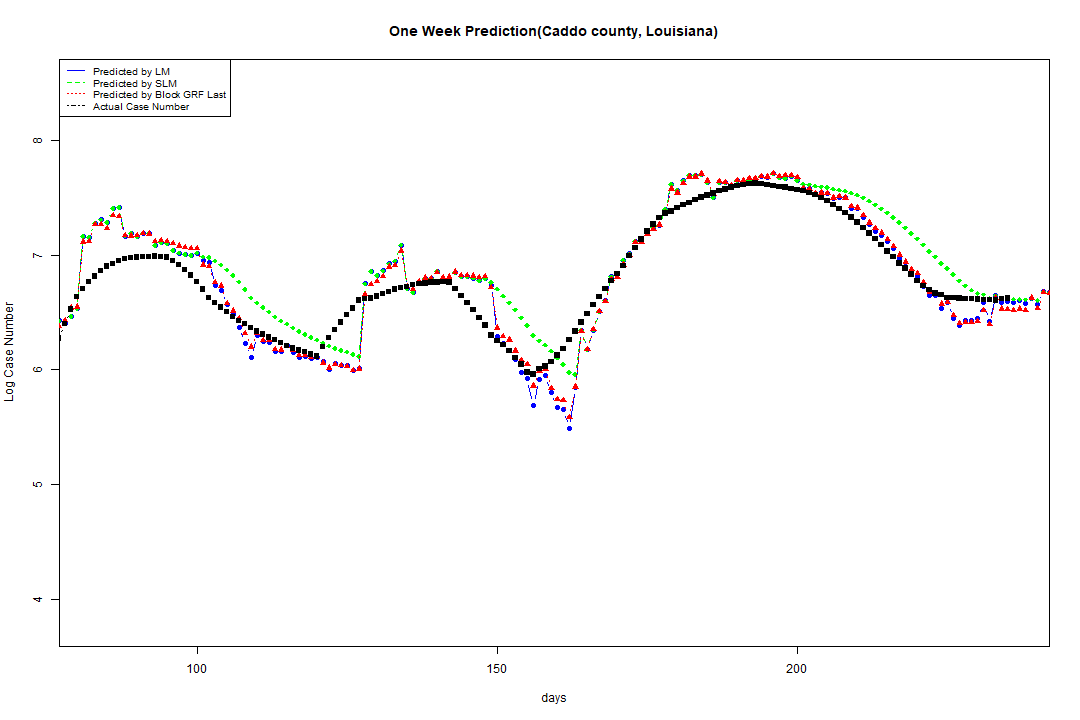 One Week Prediction(Caddo county, Louisiana)
Predicted by LM
Predicted by SLM
Predicted by Block GRF Last
Actual Case Number
8
7
6
5
4
Log Case Number
100
150
200
days